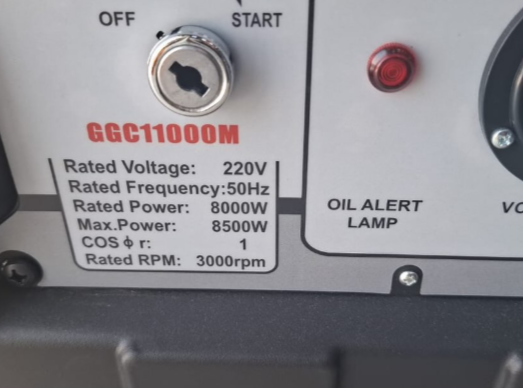 OFF START
GGC11000M
Rated Voltage: 220V
Rated Frequency:50Hz
Rated Power: 8000W
Max.Power: 8500W
COS ϕ r: 1
Rated RPM: 3000rpm
OIL ALERT
LAMP